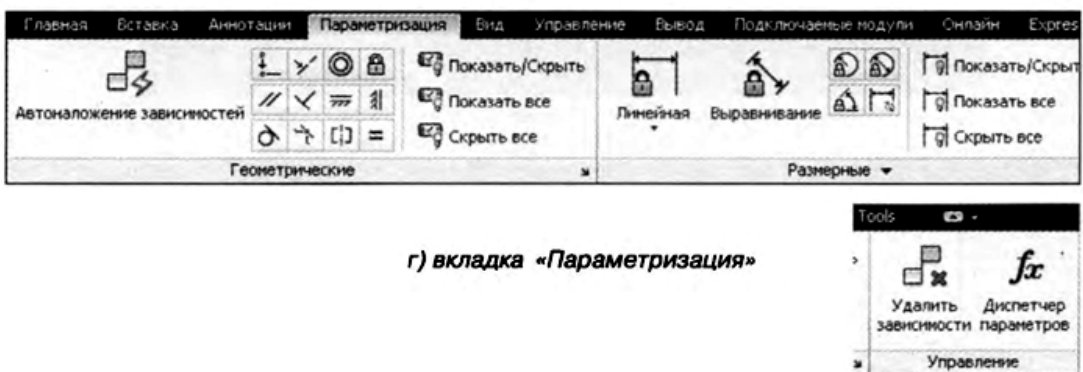 Главная Вставка Аннотации Параметризация Вид Управление Вывод Подключаемые модули Онлайн Expres
Автоналожение зависимостей
Показать/Скрыть
Показать все
Скрыть все
Линейная Выравнивание
Показать/Скрыт
Показать все
Скрыть все
Геометрические Размерные
г) вкладка «Параметризация»
Tools
Удалить зависимости
Диспетчер параметров
fx
Управление